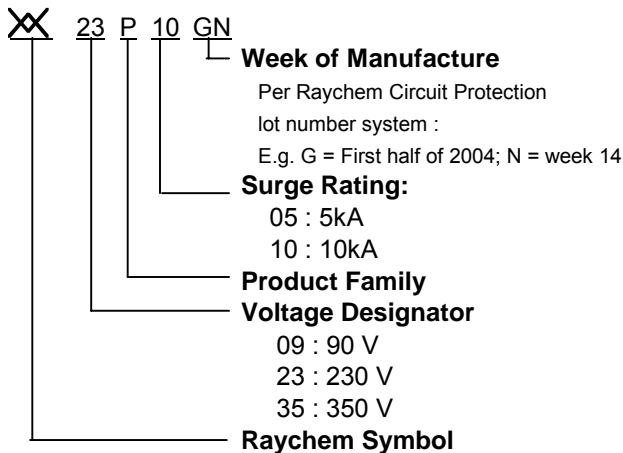 XX 23 P 10 GN
Week of Manufacture
Per Raychem Circuit Protection
lot number system :
E.g. G = First half of 2004; N = week 14
Surge Rating:
05 : 5kA
10 : 10kA
Product Family
Voltage Designator
09 : 90 V
23 : 230 V
35 : 350 V
Raychem Symbol